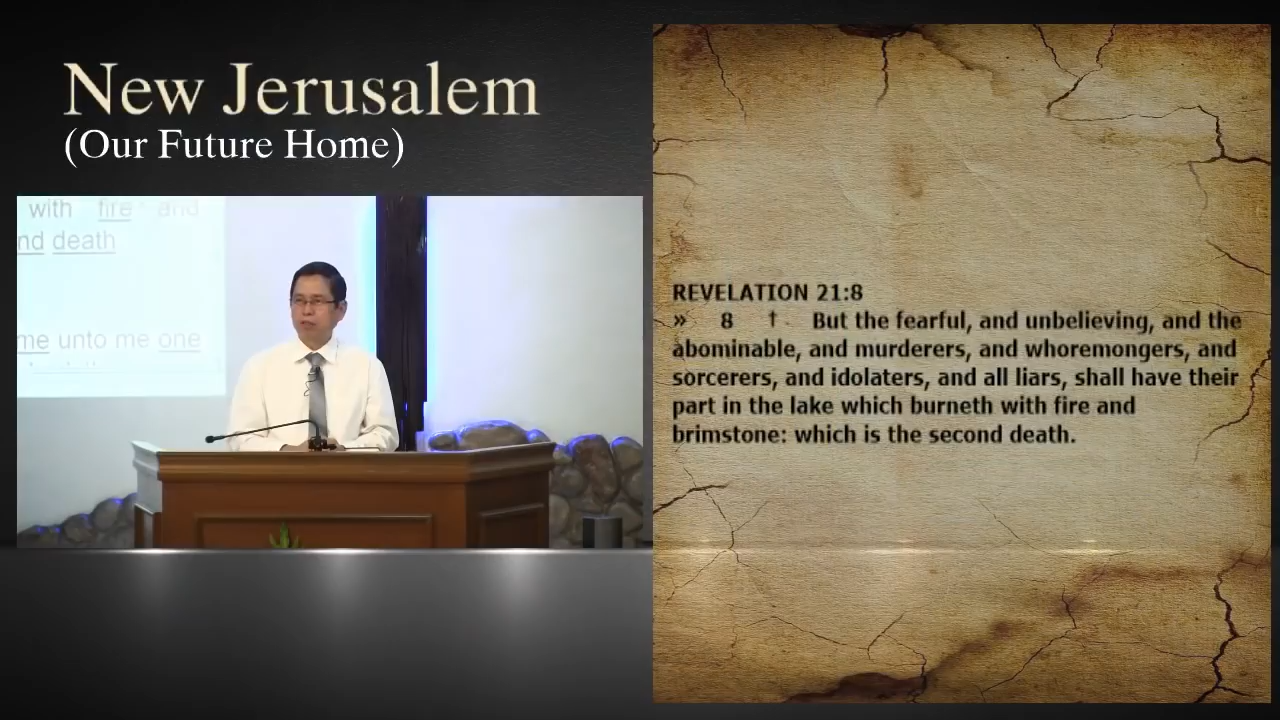 New Jerusalem
(Our Future Home)
with fire and
nd death
me unto me one
REVELATION 21:8
» 8 † But the fearful, and unbelieving, and the
abominable, and murderers, and whoremongers, and
sorcerers, and idolaters, and all liars, shall have their
part in the lake which burneth with fire and
brimstone: which is the second death.